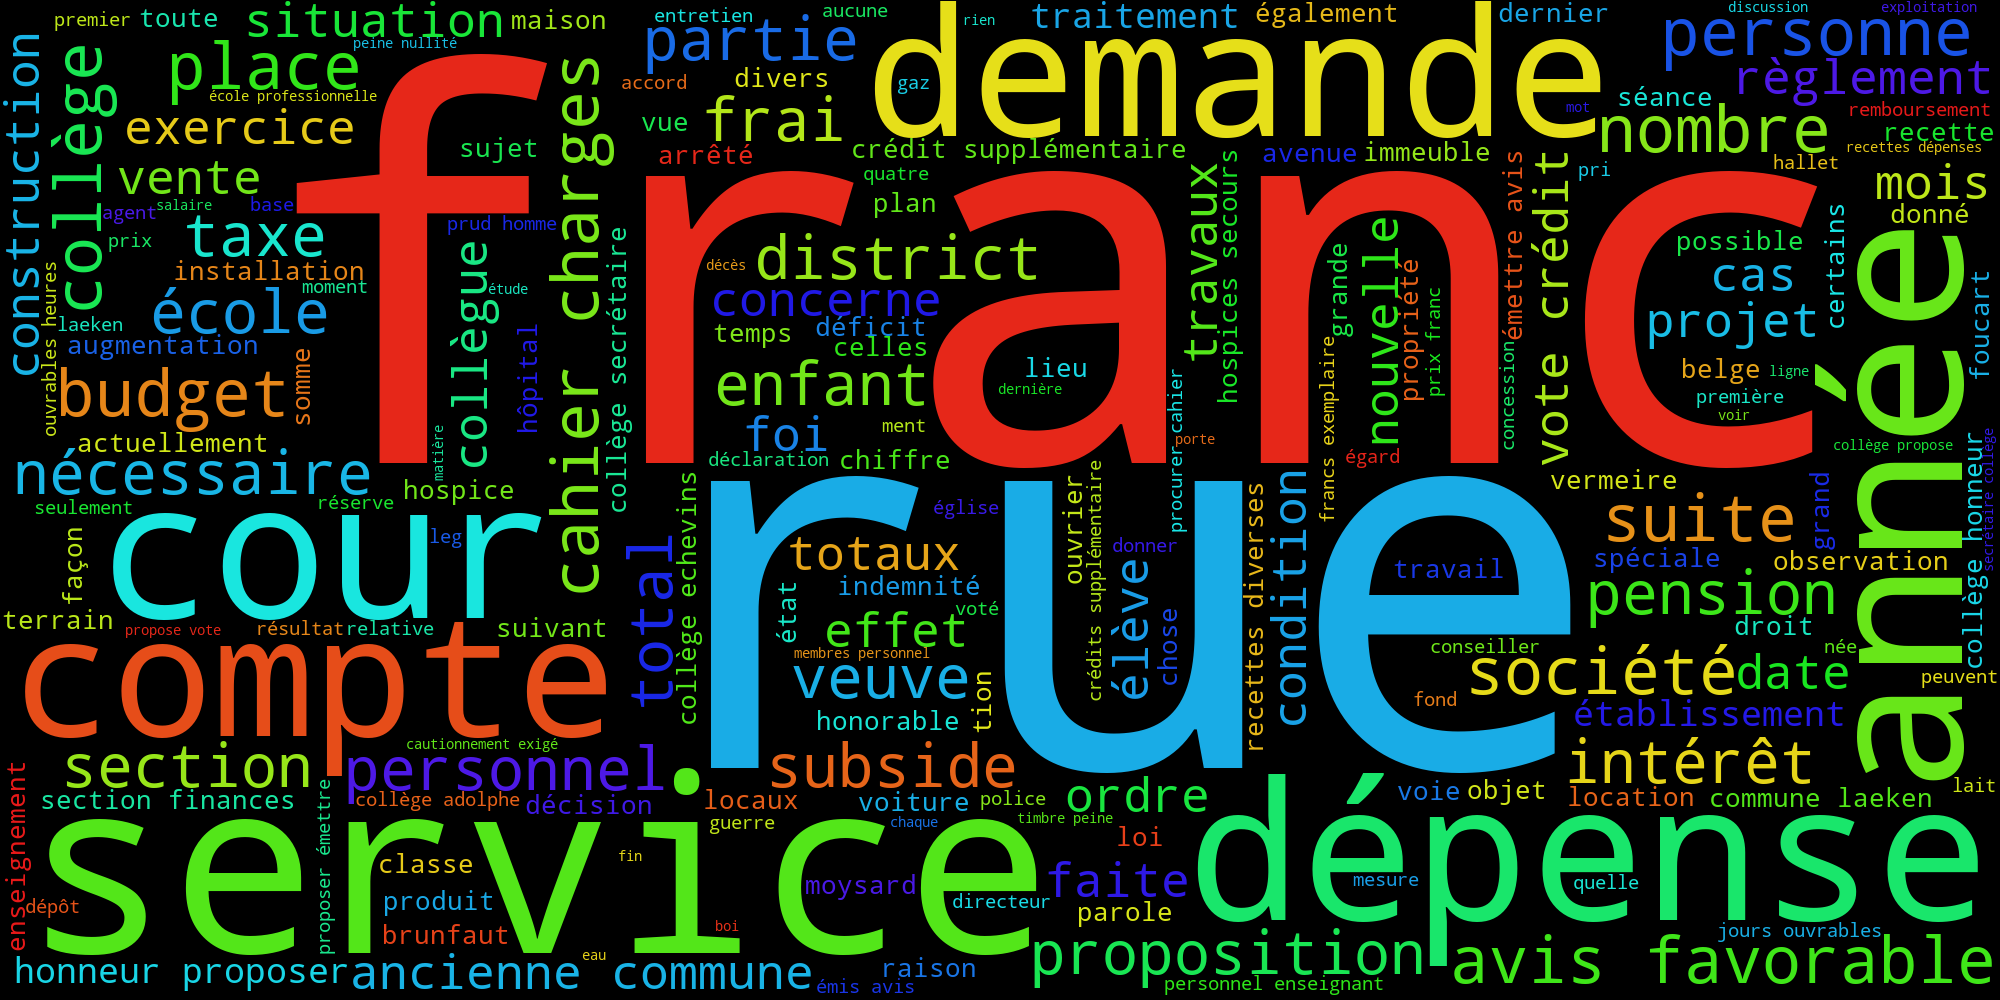 premier toute situation maison entretien aucune rien traitement également dernier discussion exploitation
peine nullité partie personne
place accord divers gaz demande règlement
école professionnelle séance mot remboursement
exercice vue frai nombre recette
sujet arrêté crédit supplémentaire avenue immeuble recettes dépenses
construction collège vente cahier charges quatre travaux hospices secours émettre avis vote crédit pri hallet mois
agent salaire base plan donné
prix taxe prud homme franc possible certains
installation collègue collège secrétaire décès district grande nouvelle propriéte prix franc cas année
ouvrables heures moment étude concerne foucart
laeken école hôpital temps déficit projet
augmentation celles lieu francs exemplaire concession belge ligne
budget somme enfant dernière procurer cahier première
voir
actuellement matière foi ment porte collège propose
nécessaire déclaration chiffre égard
hospice vermeire
seulement réserve église ouvrier crédits supplémentaire recettes diverses condition suite grand collège honneur secrétaire collège
façon cour leg total collège echevins totaux donner rue spéciale observation
indemnité élève travail pension
terrain propose vote résultat relative suivant état effet voté chose droit
compte membres personnel conseiller société date née
veuve tion fond peuvent
honorable établissement
section cautionnement exigé subside intérêt
enseignement section finances personnel collège adolphe décision locaux voiture police ordre voie objet location commune laeken lait
proposer émettre service guerre chaque timbre peine dépense
classe fin loi
dépôt produit moysard directeur faite mesure quelle
brunfaut boi parole jours ouvrables
honneur proposer ancienne eau commune raison proposition avis favorable
émis avis personnel enseignant